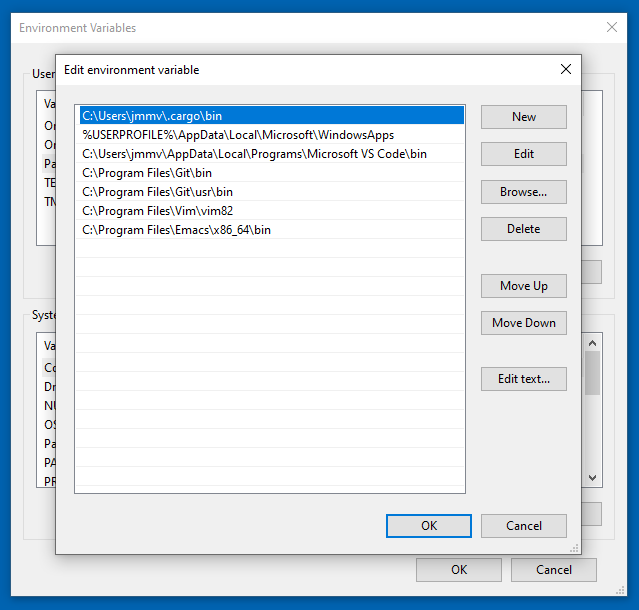 Environment Variables
Edit environment variable
User
Va
On
On
Pa
TE
TM
C:\Users\jmmv\.cargo\bin
%USERPROFILE%\AppData\Local\Microsoft\WindowsApps
C:\Users\jmmv\AppData\Local\Programs\Microsoft VS Code\bin
C:\Program Files\Git\bin
C:\Program Files\Git\usr\bin
C:\Program Files\Vim\vim82
C:\Program Files\Emacs\x86_64\bin
New
Edit
Browse...
Delete
Move Up
Move Down
Edit text...
Syste
Va
Co
Dr
NU
OS
Pa
PA
PR
OK Cancel
OK Cancel